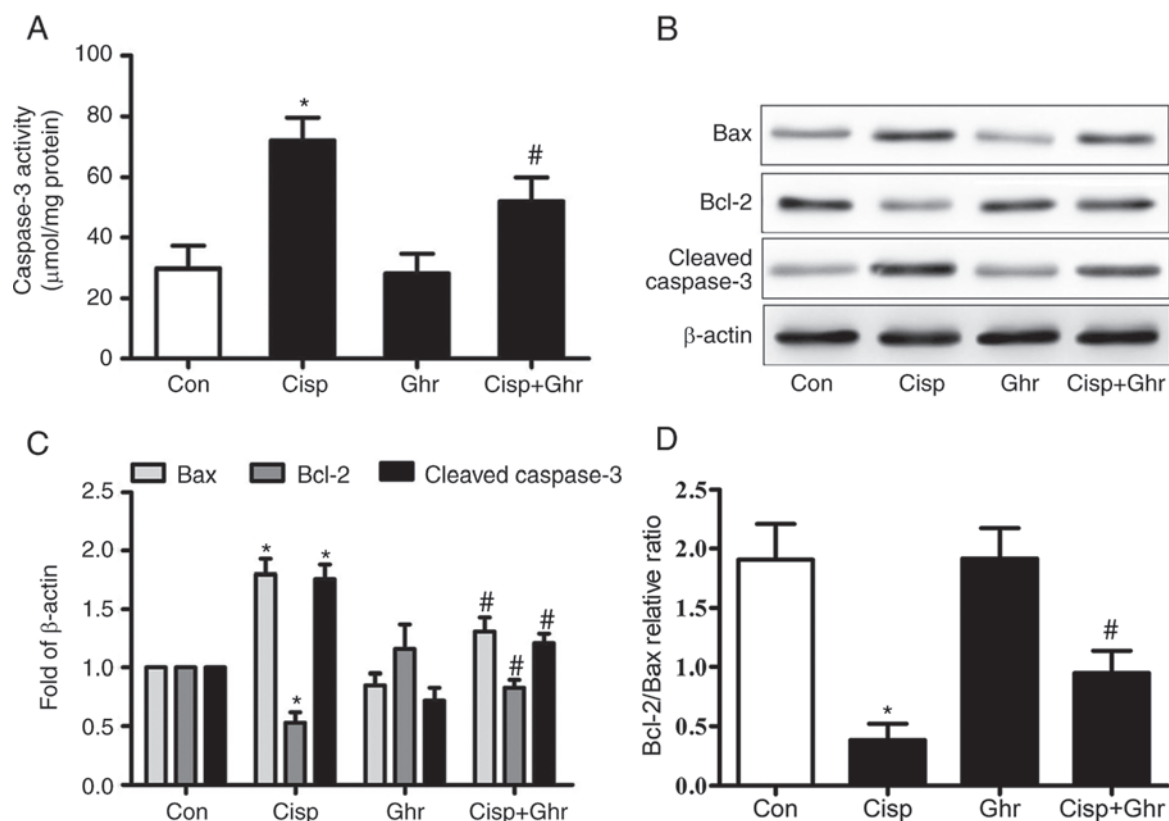 A
100
80
60
40
20
0
Caspase-3 activity
(μmol/mg protein)
*
#
Con Cisp Ghr Cisp+Ghr
B
Bax
Bcl-2
Cleaved
caspase-3
β-actin
Con Cisp Ghr Cisp+Ghr
C
Bax Bcl-2 Cleaved caspase-3
2.5
2.0
1.5
1.0
0.5
0.0
Fold of β-actin
* * *
# # #
Con Cisp Ghr Cisp+Ghr
D
2.5
2.0
1.5
1.0
0.5
0.0
Bcl-2/Bax relative ratio
*
#
Con Cisp Ghr Cisp+Ghr